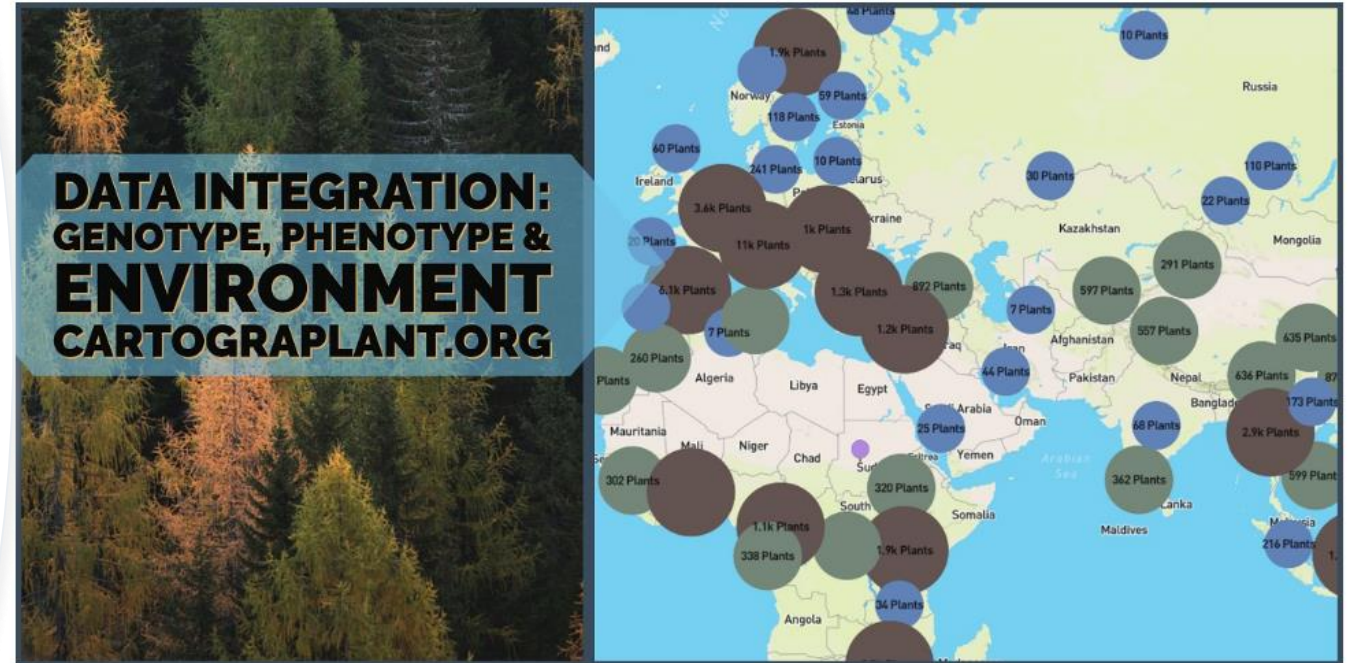 DATA INTEGRATION:
GENOTYPE, PHENOTYPE &
ENVIRONMENT
CARTOGRAPLANT.ORG
48 Plants
10 Plants
1.9k Plants
Russia
Norway
59 Plants
118 Plants
Estonia
60 Plants
241 Plants
10 Plants
110 Plants
Ireland
30 Plants
22 Plants
3.6k Plants
1k Plants
Kazakhstan
11k Plants
Mongolia
20 Plants
291 Plants
6.1k Plants
1.3k Plants
892 Plants
597 Plants
7 Plants
7 Plants
1.2k Plants
557 Plants
635 Plants
Afghanistan
260 Plants
44 Plants
Plants
Algeria
Libya
Egypt
Pakistan
Nepal
636 Plants
87
173 Plants
Arabia
Oman
25 Plants
68 Plants
Mauritania
Mali
Niger
Chad
Yemen
Arabian
Sea
2.9k Plants
302 Plants
320 Plants
362 Plants
599 Plant
South
Somalia
Maldives
1.1k Plants
338 Plants
1.9k Plants
216 Plants
34 Plants
Angola